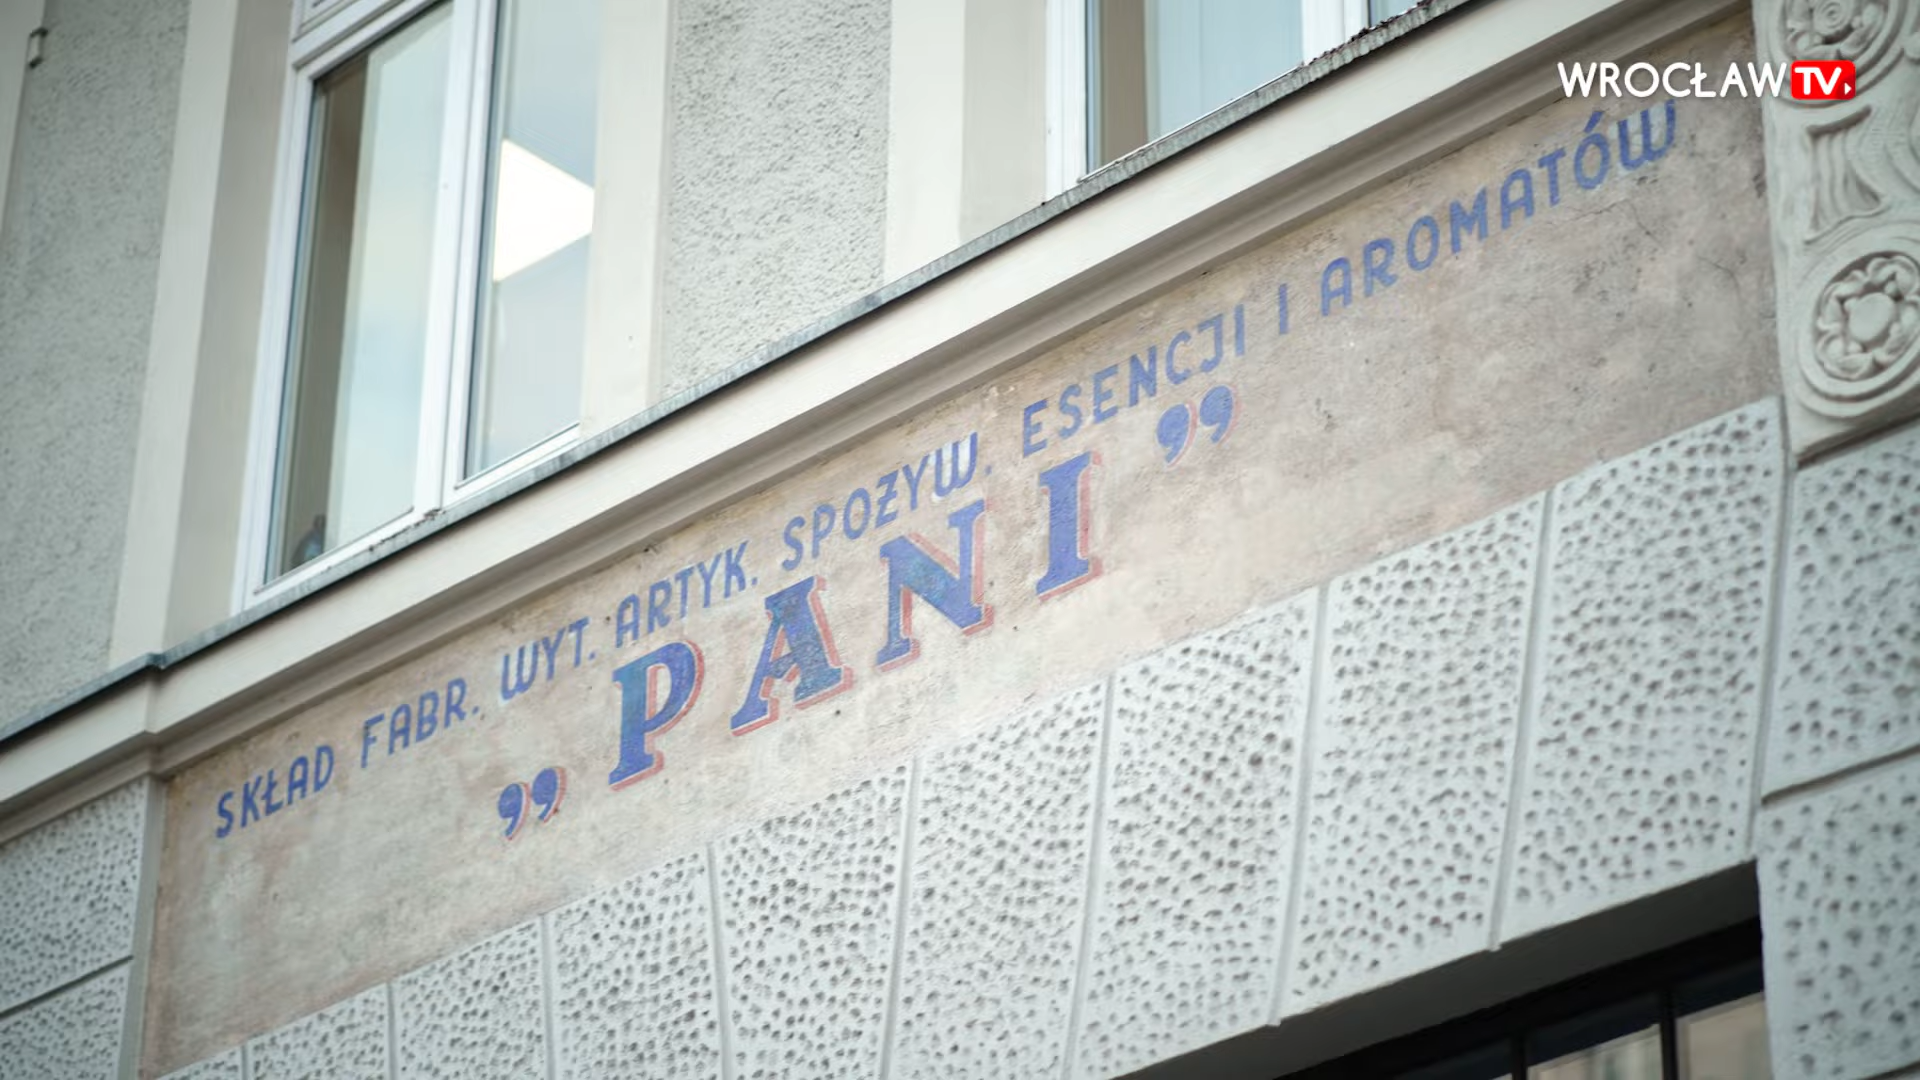 WROCŁAW TV
SKŁAD FABR. WYT. ARTYK. SPOŻYW. ESENCJI I AROMATÓW
„PANI”